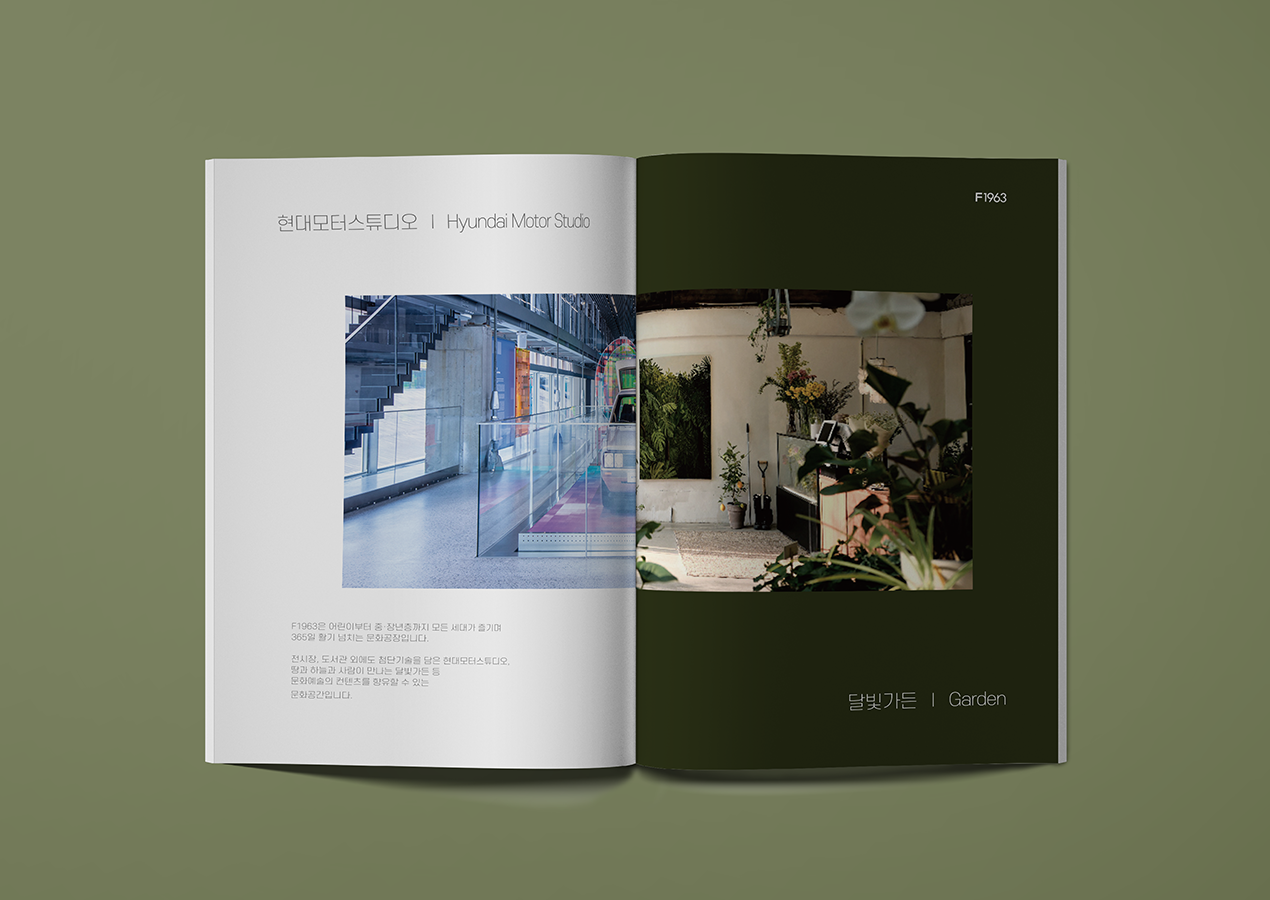 현대모터스튜디오 | Hyundai Motor Studio
F1963은 어린이부터 중·장년층까지 모든 세대가 즐기며
365일 활기 넘치는 문화공장입니다.
전시장, 도서관 외에도 첨단기술을 담은 현대모터스튜디오,
땅과 하늘과 사람이 만나는 달빛가든 등
문화예술의 컨텐츠를 향유할 수 있는
문화공간입니다.
F1963
달빛가든 | Garden